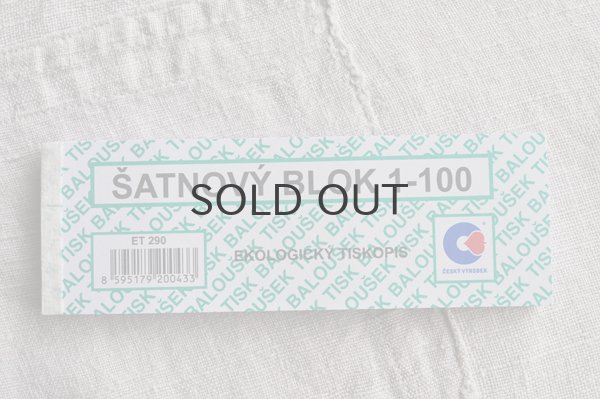 ŠATNOVÝ BLOK 1-100
SOLD OUT
ET 290
8 595179 200433
EKOLOGICKÝ TISKOPIS
ČESKÝ VÝROBEK
BALOUŠEK TISK